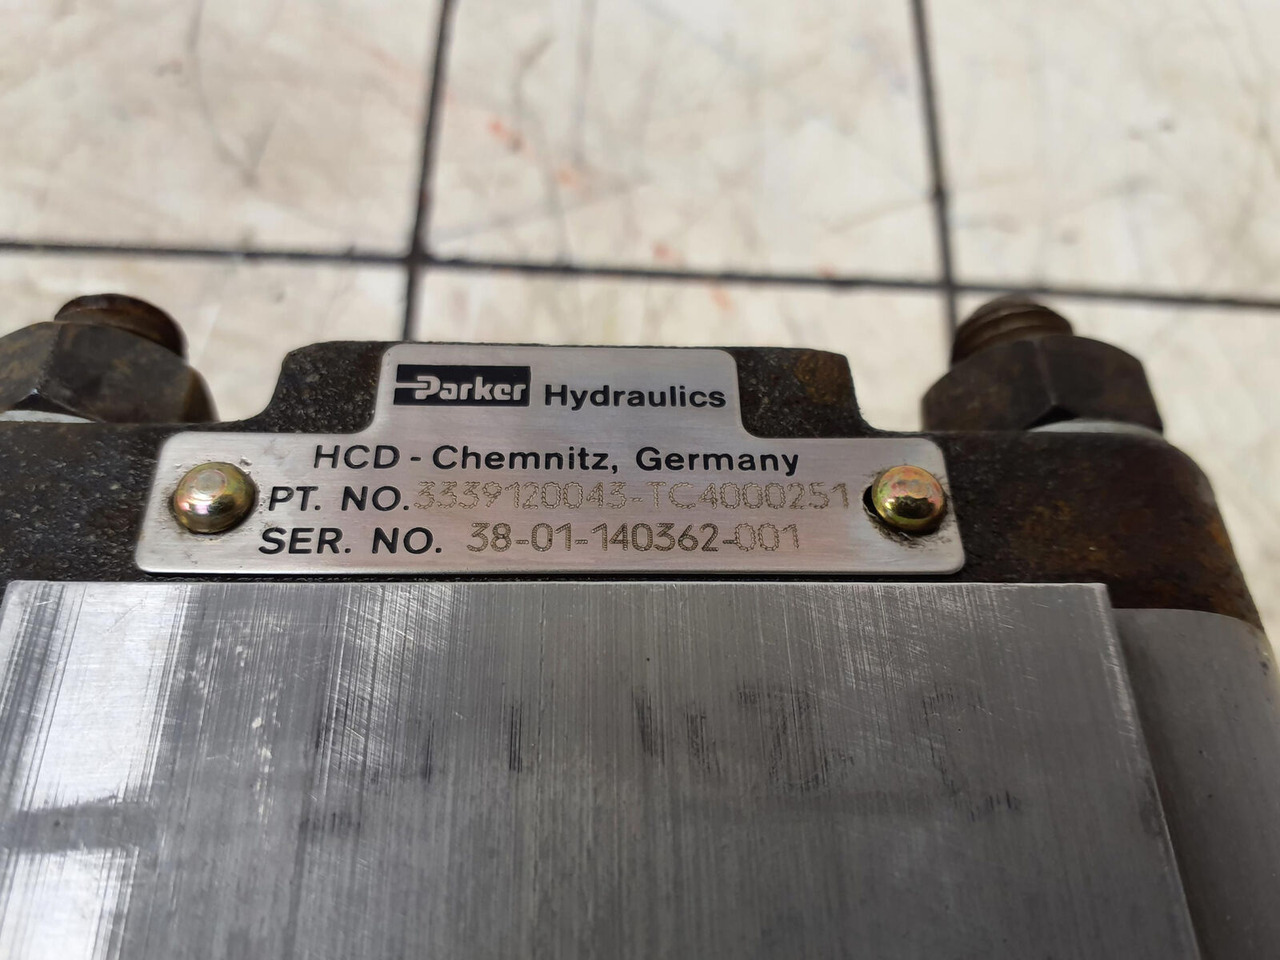 Parker Hydraulics
HCD - Chemnitz, Germany
PT. NO. 3339120043-TC4000251
SER. NO. 38-01-140362-001